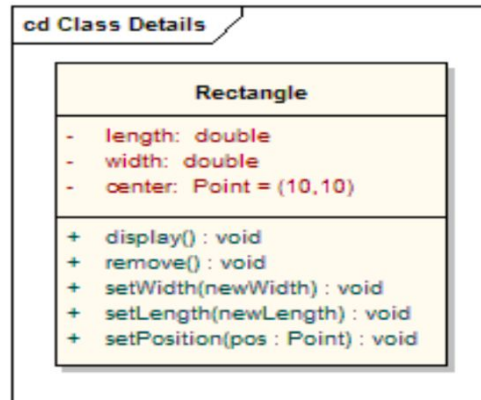 cd Class Details
Rectangle
- length: double
- width: double
- center: Point = (10,10)
+ display() : void
+ remove() : void
+ setWidth(newWidth) : void
+ setLength(newLength) : void
+ setPosition(pos : Point) : void